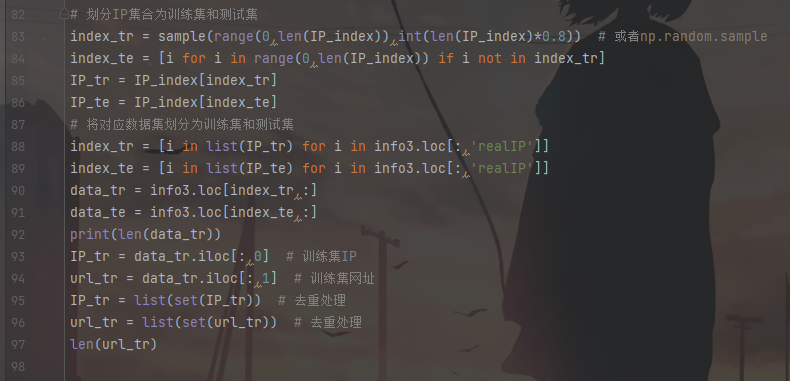 82 # 划分IP集合为训练集和测试集
83 index_tr = sample(range(0,len(IP_index)),int(len(IP_index)*0.8)) # 或者np.random.sample
84 index_te = [i for i in range(0,len(IP_index)) if i not in index_tr]
85 IP_tr = IP_index[index_tr]
86 IP_te = IP_index[index_te]
87 # 将对应数据集划分为训练集和测试集
88 index_tr = [i in list(IP_tr) for i in info3.loc[:,'realIP']]
89 index_te = [i in list(IP_te) for i in info3.loc[:,'realIP']]
90 data_tr = info3.loc[index_tr,:]
91 data_te = info3.loc[index_te,:]
92 print(len(data_tr))
93 IP_tr = data_tr.iloc[:,0] # 训练集IP
94 url_tr = data_tr.iloc[:,1] # 训练集网址
95 IP_tr = list(set(IP_tr)) # 去重处理
96 url_tr = list(set(url_tr)) # 去重处理
97 len(url_tr)
98